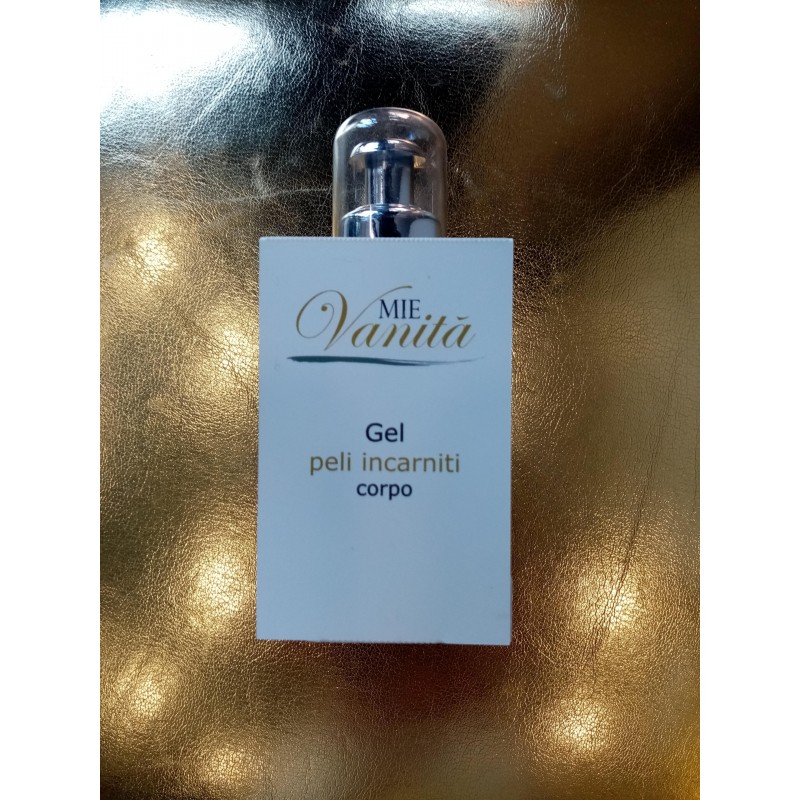 MIE
Vanità
Gel
peli incarniti
corpo